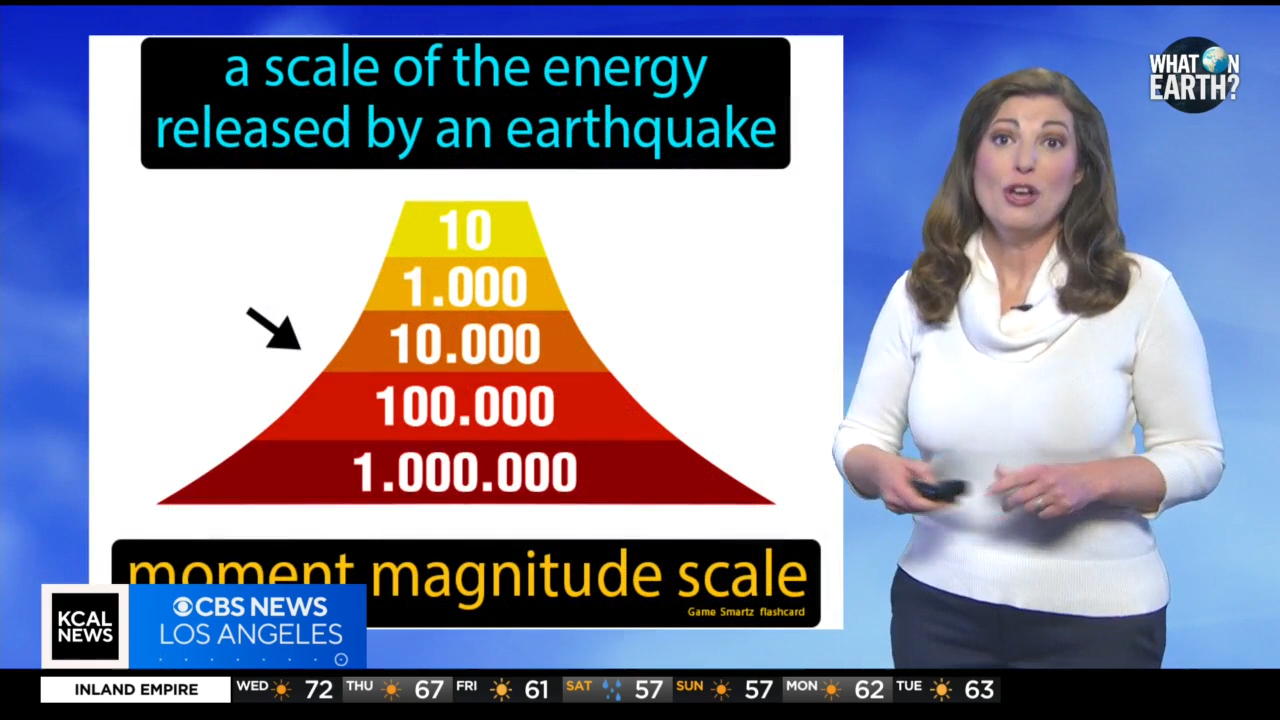 a scale of the energy
released by an earthquake
WHAT ON
EARTH?
10
1.000
10.000
100.000
1.000.000
moment magnitude scale
Game Smartz flashcard
KCAL
NEWS
CBS NEWS
LOS ANGELES
INLAND EMPIRE WED 72 THU 67 FRI 61 SAT 57 SUN 57 MON 62 TUE 63